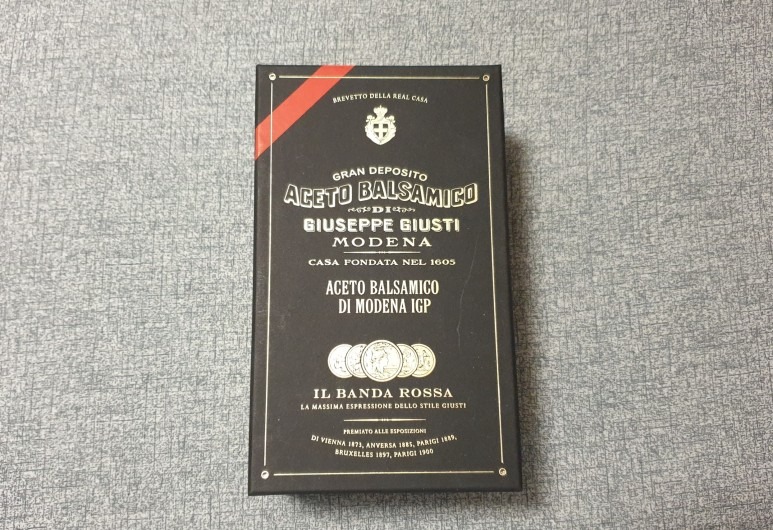 BREVETTO DELLA REAL CASA
GRAN DEPOSITO
ACETO BALSAMICO
DI
GIUSEPPE GIUSTI
MODENA
CASA FONDATA NEL 1605
ACETO BALSAMICO
DI MODENA IGP
IL BANDA ROSSA
LA MASSIMA ESPRESSIONE DELLO STILE GIUSTI
PREMIATO ALLE ESPOSIZIONI
DI VIENNA 1873, ANVERSA 1885, PARIGI 1889,
BRUXELLES 1897, PARIGI 1900